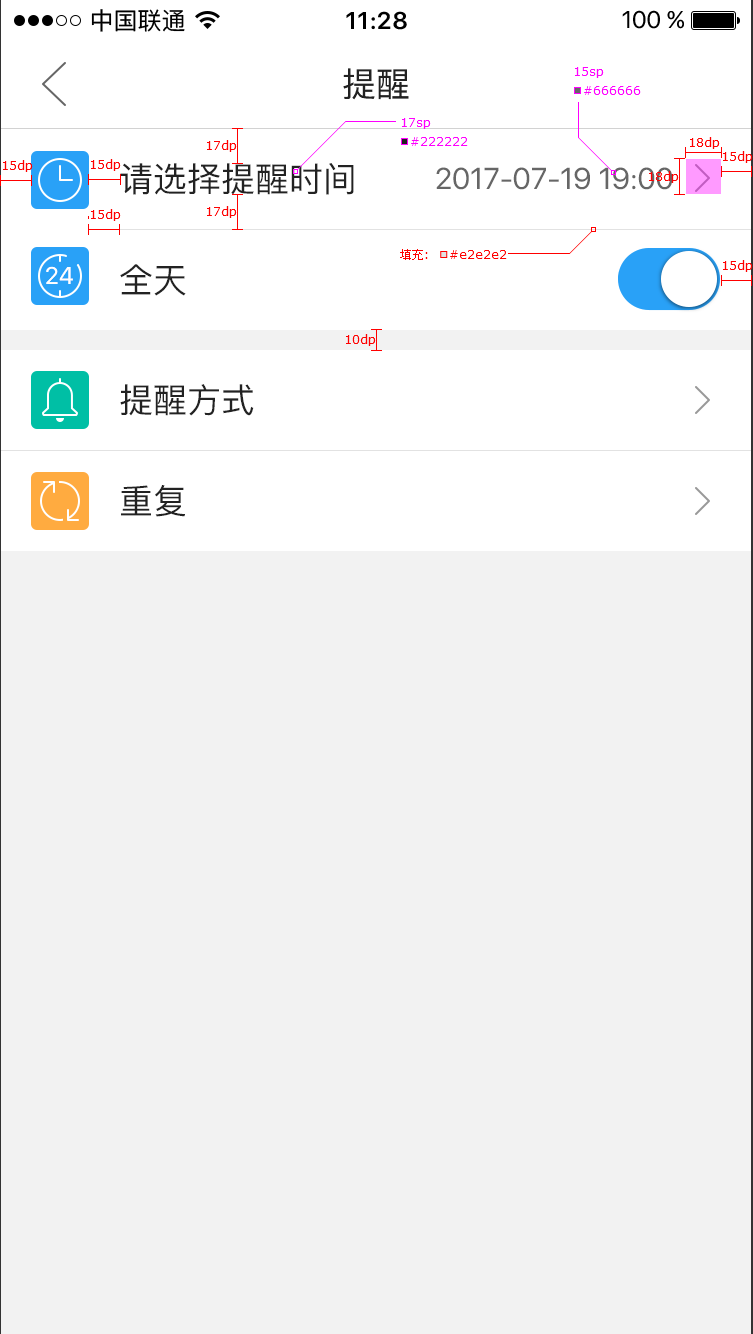 中国联通 11:28 100 %
提醒
15sp
#666666
17sp
#222222
17dp
18dp
15dp 15dp 15dp
请选择提醒时间 2017-07-19 19:00 18dp
15dp 17dp
填充: #e2e2e2
24 全天 15dp
10dp
提醒方式
重复